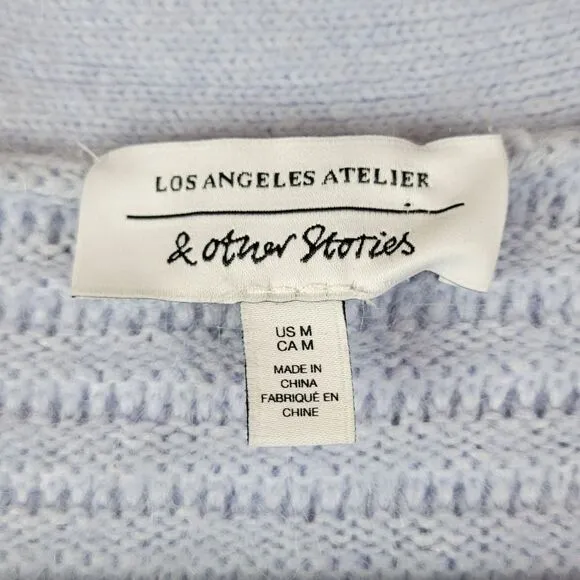 LOS ANGELES ATELIER
& other Stories
US M
CA M
MADE IN
CHINA
FABRIQUÉ EN
CHINE